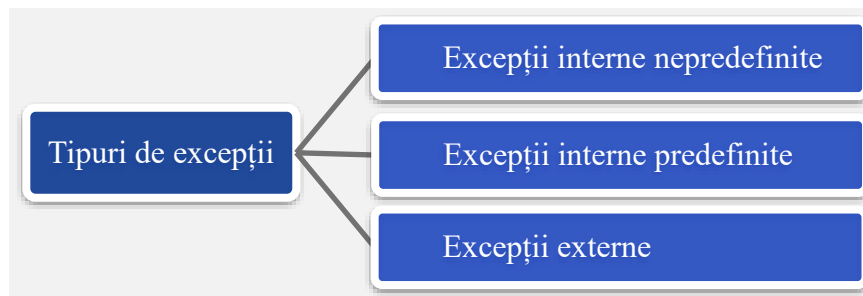 Excepții interne nepredefinite
Tipuri de excepții
Excepții interne predefinite
Excepții externe